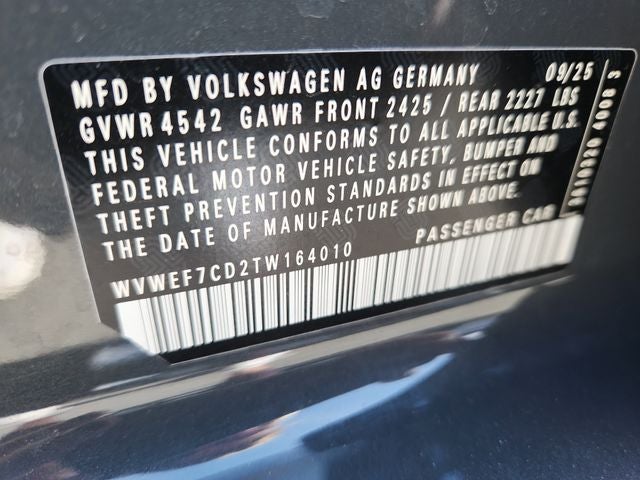 MFD BY VOLKSWAGEN AG GERMANY 09/25
GVWR 4542 GAWR FRONT 2425 / REAR 2227 LBS
THIS VEHICLE CONFORMS TO ALL APPLICABLE U.S.
FEDERAL MOTOR VEHICLE SAFETY, BUMPER AND
THEFT PREVENTION STANDARDS IN EFFECT ON
THE DATE OF MANUFACTURE SHOWN ABOVE.
WVWEF7CD2TW164010 PASSENGER CAR